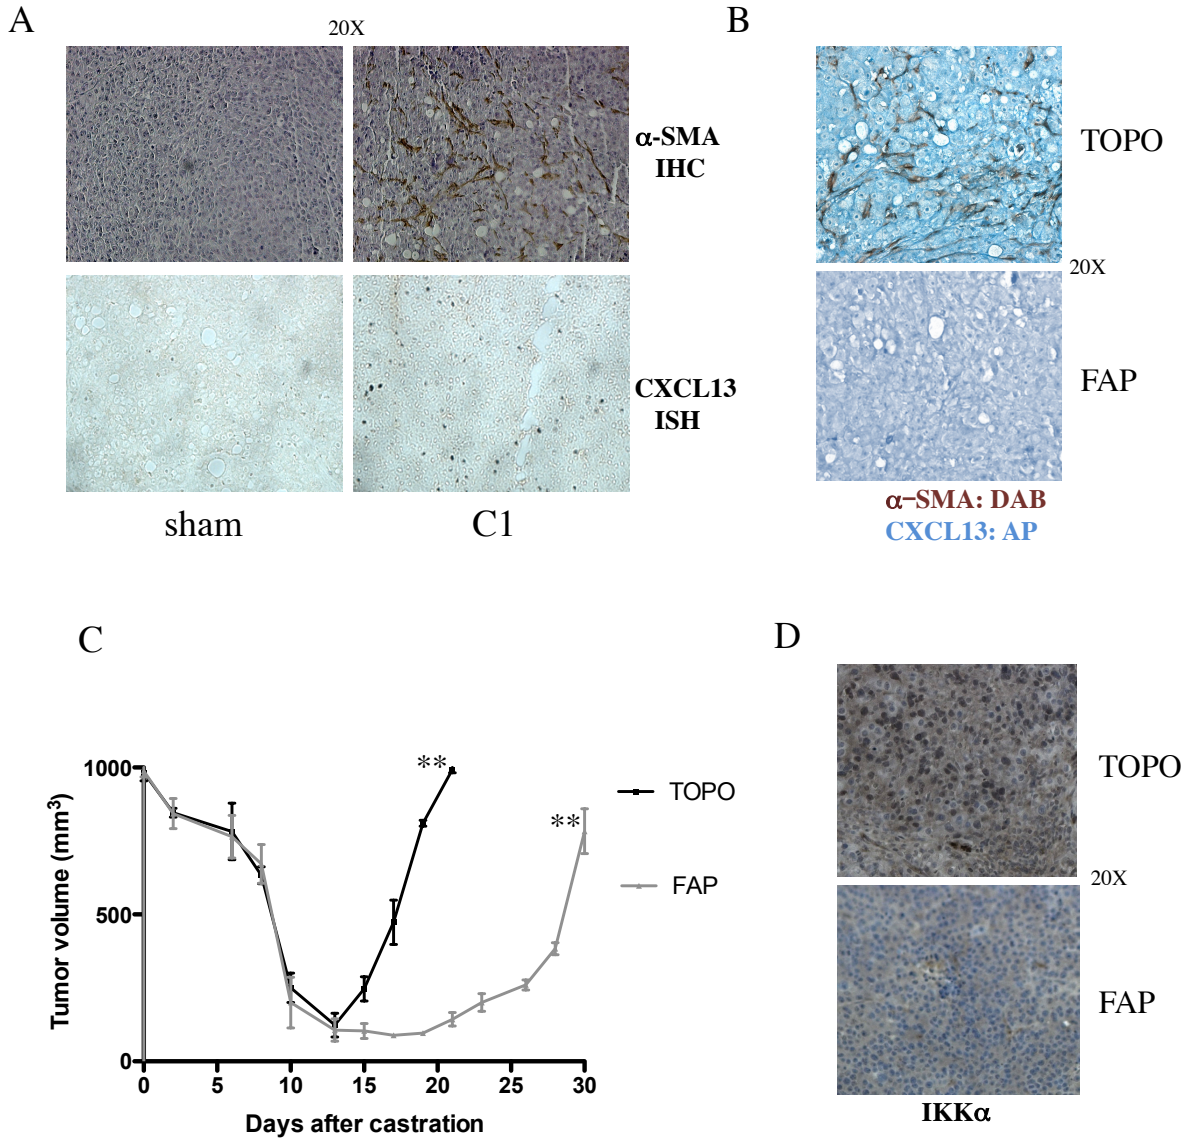 A
20X
α-SMA
IHC
CXCL13
ISH
sham
C1
B
TOPO
20X
FAP
α-SMA: DAB
CXCL13: AP
C
1000
500
0
Tumor volume (mm³)
0 5 10 15 20 25 30
Days after castration
**
**
TOPO
FAP
D
TOPO
20X
FAP
IKKα